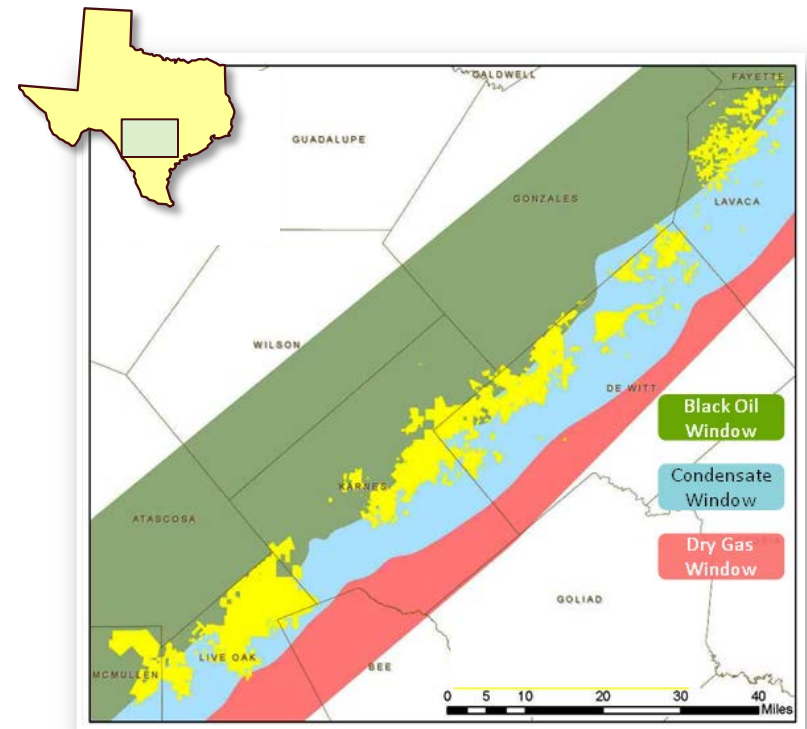 CALDWELL
FAYETTE
GUADALUPE
GONZALES
LAVACA
WILSON
DE WITT
Black Oil
Window
Condensate
Window
KARNES
ATASCOSA
Dry Gas
Window
GOLIAD
LIVE OAK
BEE
MCMULLEN
0 5 10 20 30 40
Miles